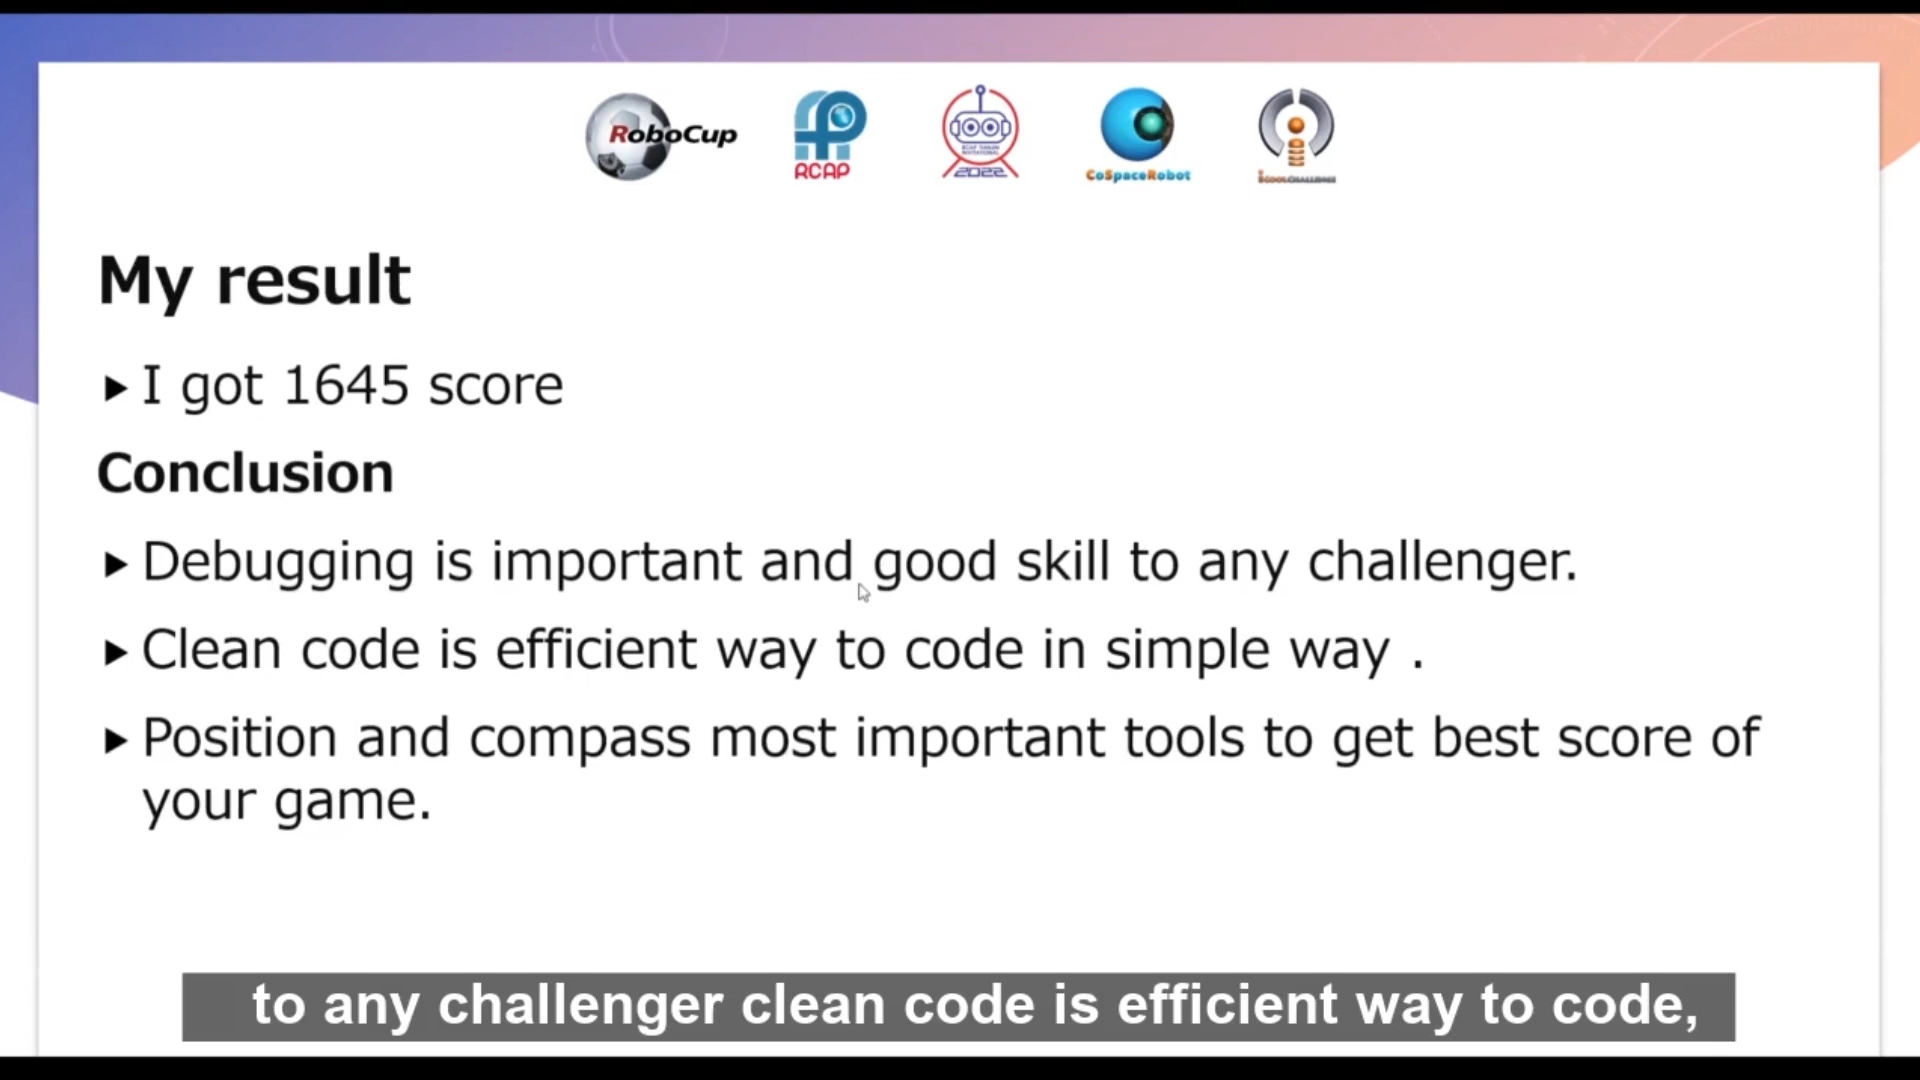 RoboCup
RCAP
2022
CoSpaceRobot
My result
▶ I got 1645 score
Conclusion
▶ Debugging is important and good skill to any challenger.
▶ Clean code is efficient way to code in simple way .
▶ Position and compass most important tools to get best score of
your game.
to any challenger clean code is efficient way to code,